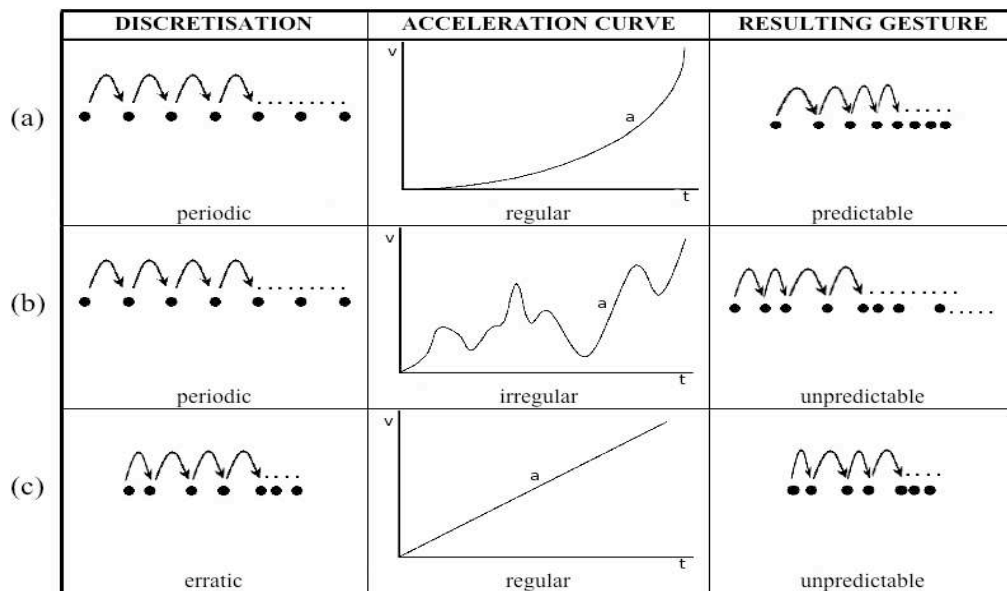 DISCRETISATION ACCELERATION CURVE RESULTING GESTURE
(a)
v
a
t
periodic regular predictable
(b)
v
a
t
periodic irregular unpredictable
(c)
v
a
t
erratic regular unpredictable